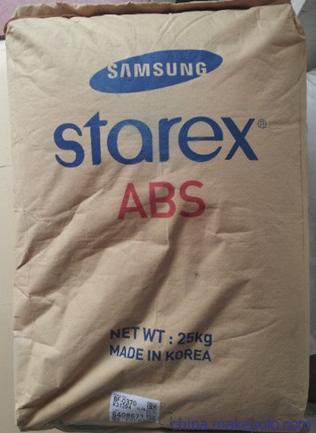 SAMSUNG
starex®
ABS
NET WT : 25kg
MADE IN KOREA